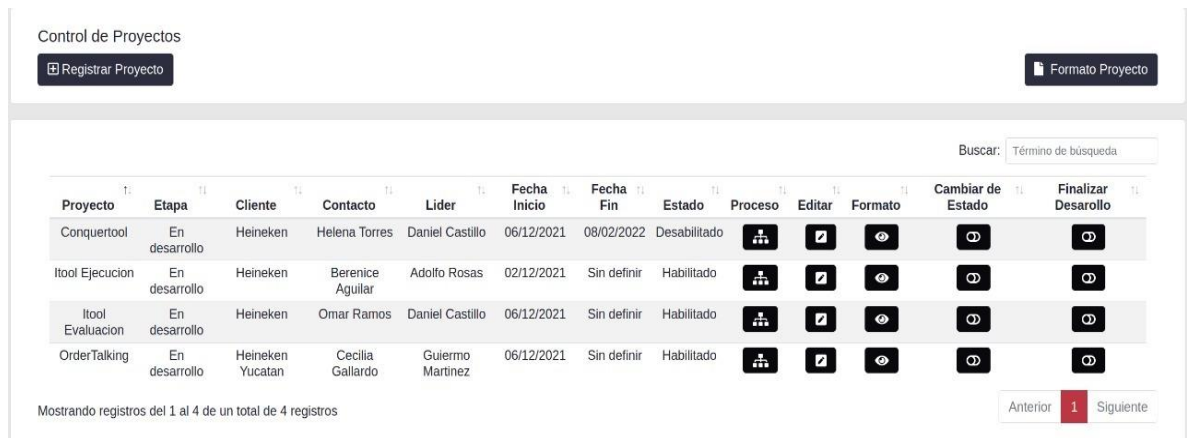 Control de Proyectos
Registrar Proyecto
Formato Proyecto
Buscar: Término de búsqueda
Proyecto Etapa Cliente Contacto Lider Fecha Inicio Fecha Fin Estado Proceso Editar Formato Cambiar de Estado Finalizar Desarollo
Conquertool En desarrollo Heineken Helena Torres Daniel Castillo 06/12/2021 08/02/2022 Desabilitado
Itool Ejecucion En desarrollo Heineken Berenice Aguilar Adolfo Rosas 02/12/2021 Sin definir Habilitado
Itool Evaluacion En desarrollo Heineken Omar Ramos Daniel Castillo 06/12/2021 Sin definir Habilitado
OrderTalking En desarrollo Heineken Yucatan Cecilia Gallardo Guiermo Martinez 06/12/2021 Sin definir Habilitado
Mostrando registros del 1 al 4 de un total de 4 registros
Anterior 1 Siguiente